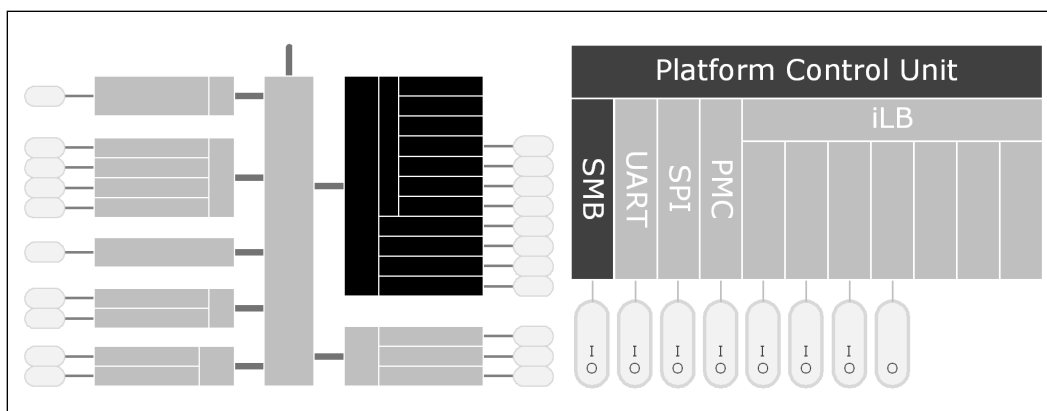 Platform Control Unit
iLB
SMB
UART
SPI
PMC
I O
I O
I O
I O
I O
I O
I O
O